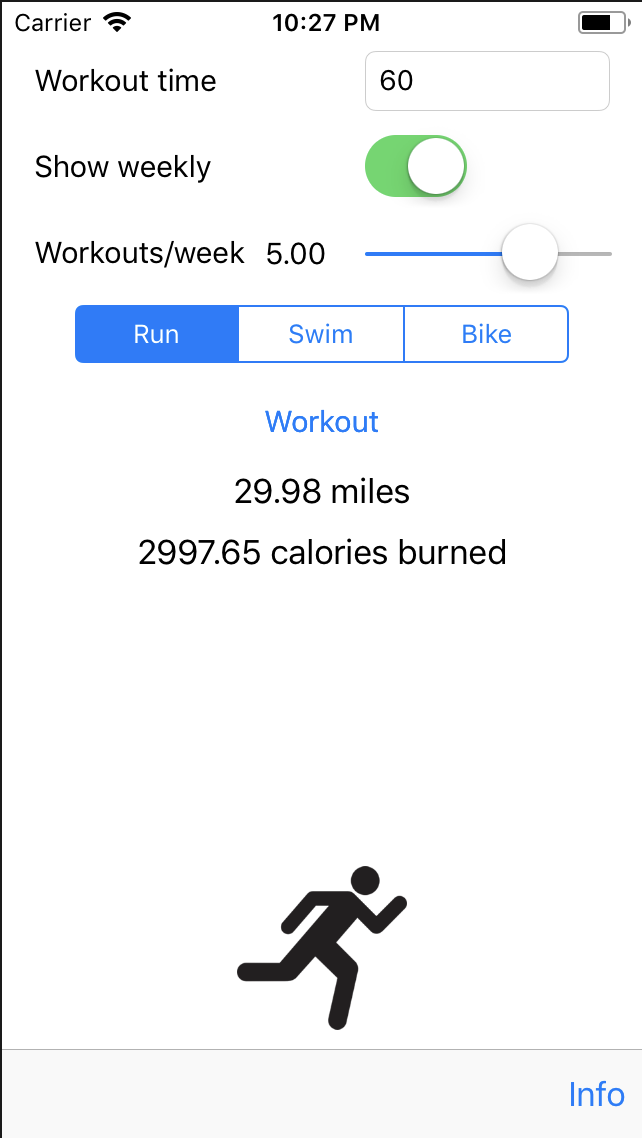 Carrier 10:27 PM
Workout time 60
Show weekly
Workouts/week 5.00
Run Swim Bike
Workout
29.98 miles
2997.65 calories burned
Info